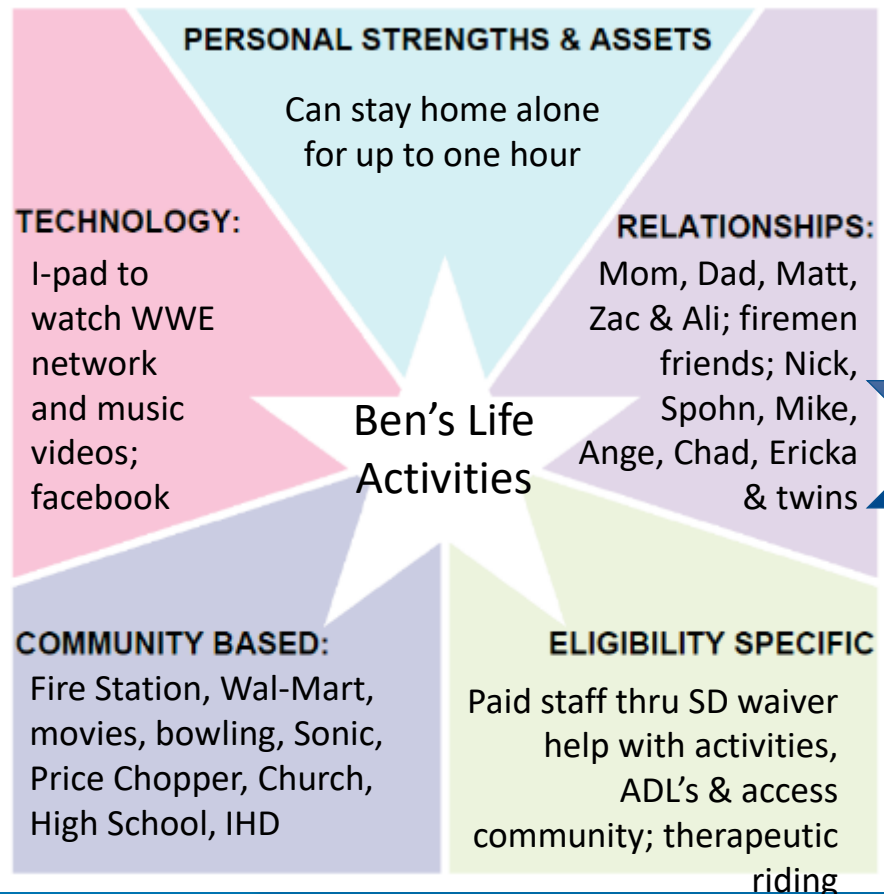 PERSONAL STRENGTHS & ASSETS
Can stay home alone
for up to one hour
TECHNOLOGY:
I-pad to
watch WWE
network
and music
videos;
facebook
RELATIONSHIPS:
Mom, Dad, Matt,
Zac & Ali; firemen
friends; Nick,
Spohn, Mike,
Ange, Chad, Ericka
& twins
Ben’s Life
Activities
COMMUNITY BASED:
Fire Station, Wal-Mart,
movies, bowling, Sonic,
Price Chopper, Church,
High School, IHD
ELIGIBILITY SPECIFIC
Paid staff thru SD waiver
help with activities,
ADL’s & access
community; therapeutic
riding